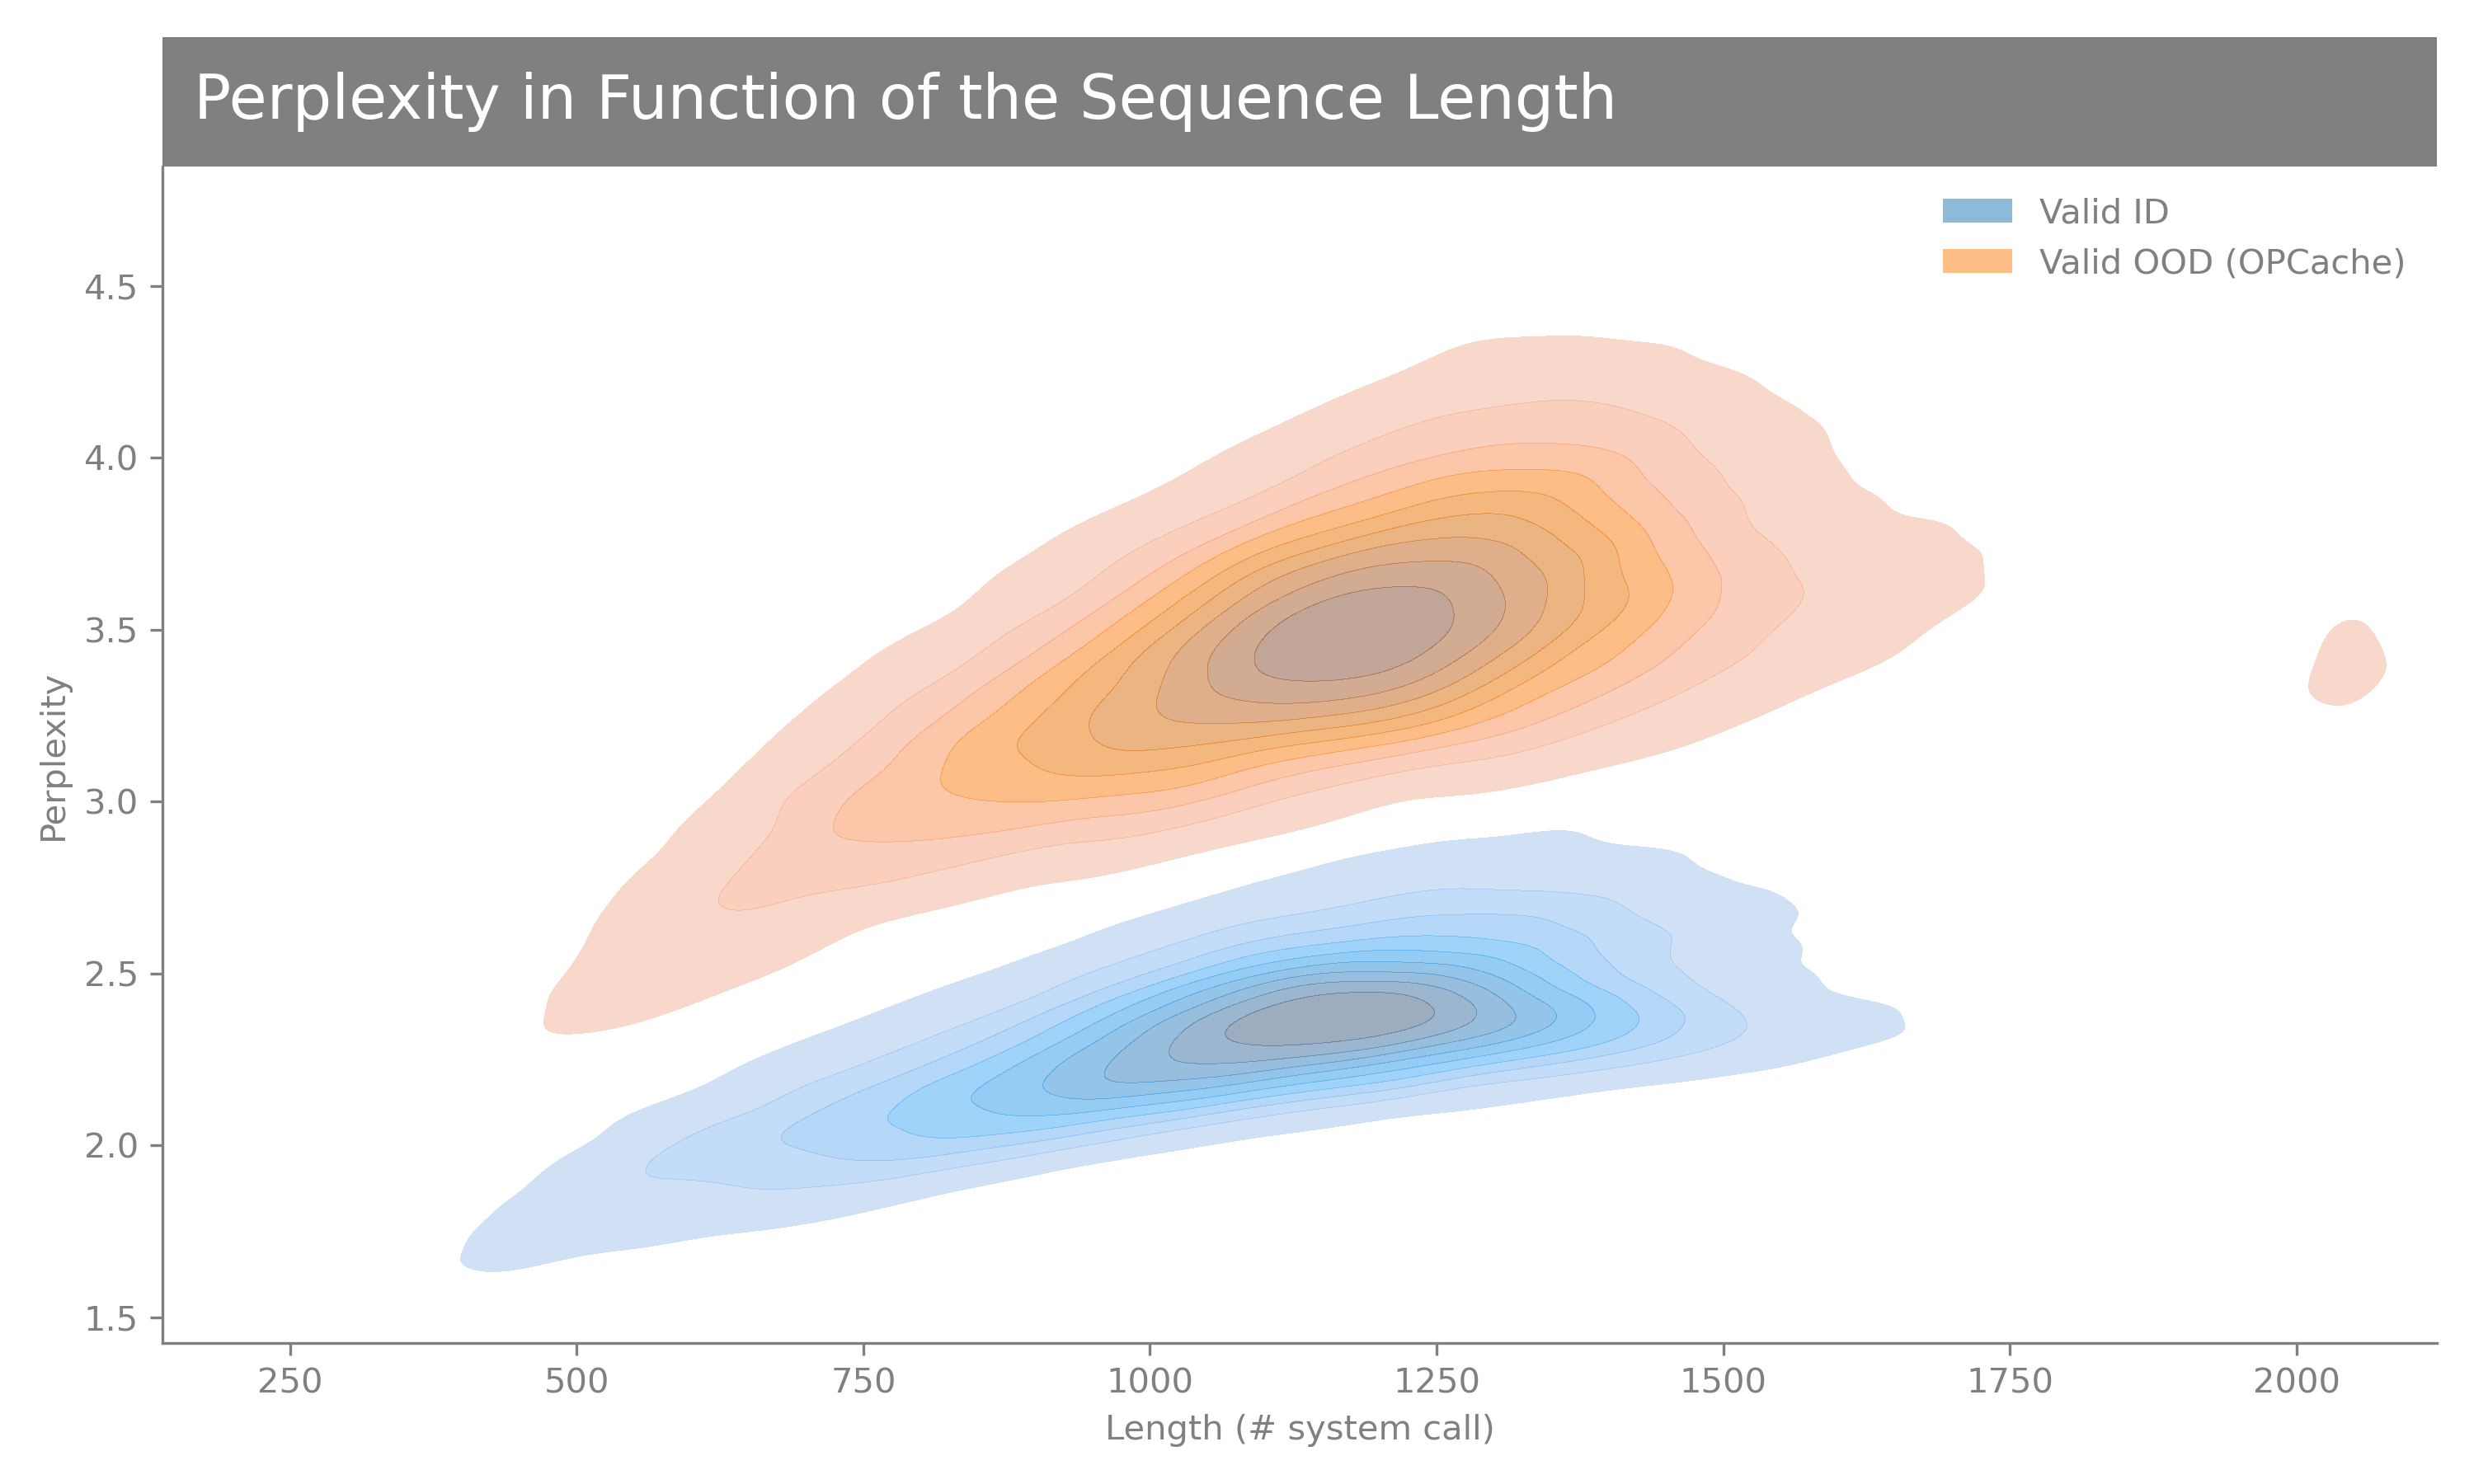 Perplexity in Function of the Sequence Length
Valid ID
Valid OOD (OPCache)
Perplexity
4.5
4.0
3.5
3.0
2.5
2.0
1.5
250 500 750 1000 1250 1500 1750 2000
Length (# system call)